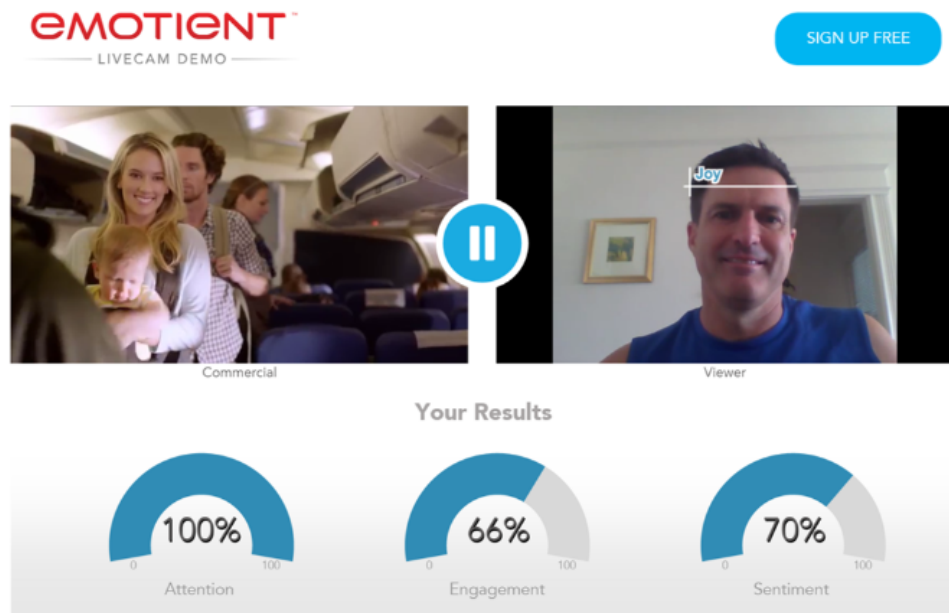 eMOTIENT™
LIVECAM DEMO
SIGN UP FREE
Joy
Commercial
Viewer
Your Results
100%
66%
70%
0 100
0 100
0 100
Attention
Engagement
Sentiment